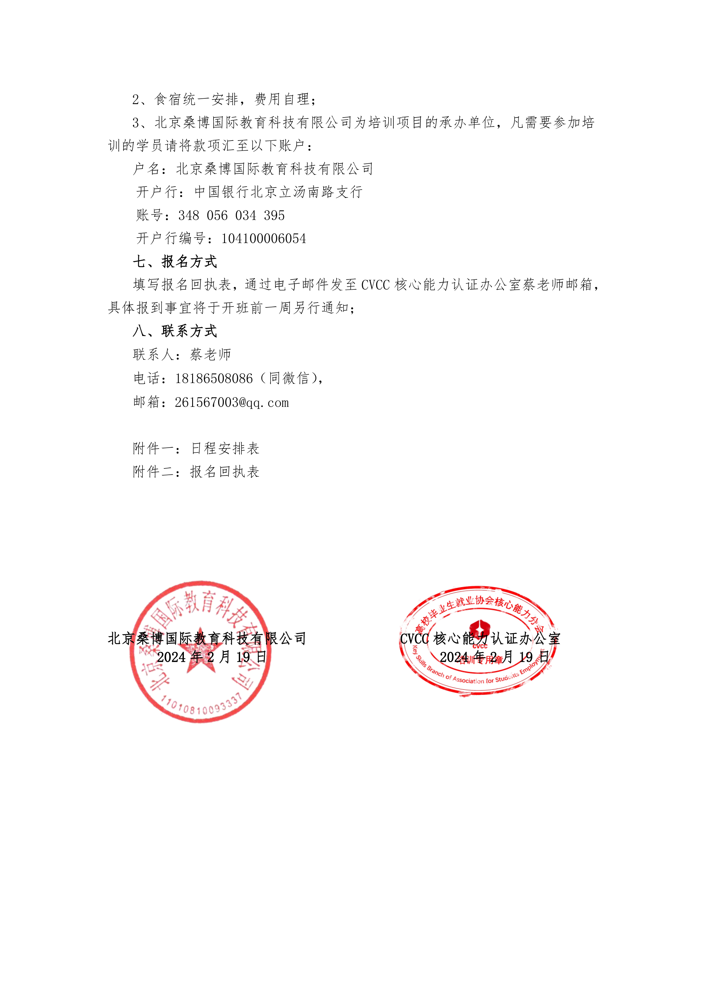 2、食宿统一安排，费用自理；
3、北京桑博国际教育科技有限公司为培训项目的承办单位，凡需要参加培
训的学员请将款项汇至以下账户：
户名：北京桑博国际教育科技有限公司
开户行：中国银行北京立汤南路支行
账号：348 056 034 395
开户行编号：104100006054
七、报名方式
填写报名回执表，通过电子邮件发至 CVCC 核心能力认证办公室蔡老师邮箱，
具体报到事宜将于开班前一周另行通知；
八、联系方式
联系人：蔡老师
电话：18186508086（同微信），
邮箱：261567003@qq.com
附件一：日程安排表
附件二：报名回执表
北京桑博国际教育科技有限公司
2024 年 2 月 19 日
北京桑博国际教育科技有限公司
11010810093337
CVCC 核心能力认证办公室
2024 年 2 月 19 日
高校毕业生就业协会核心能力分会
CVCC
培训专用章
Key Skills Branch of Association for Students Employment